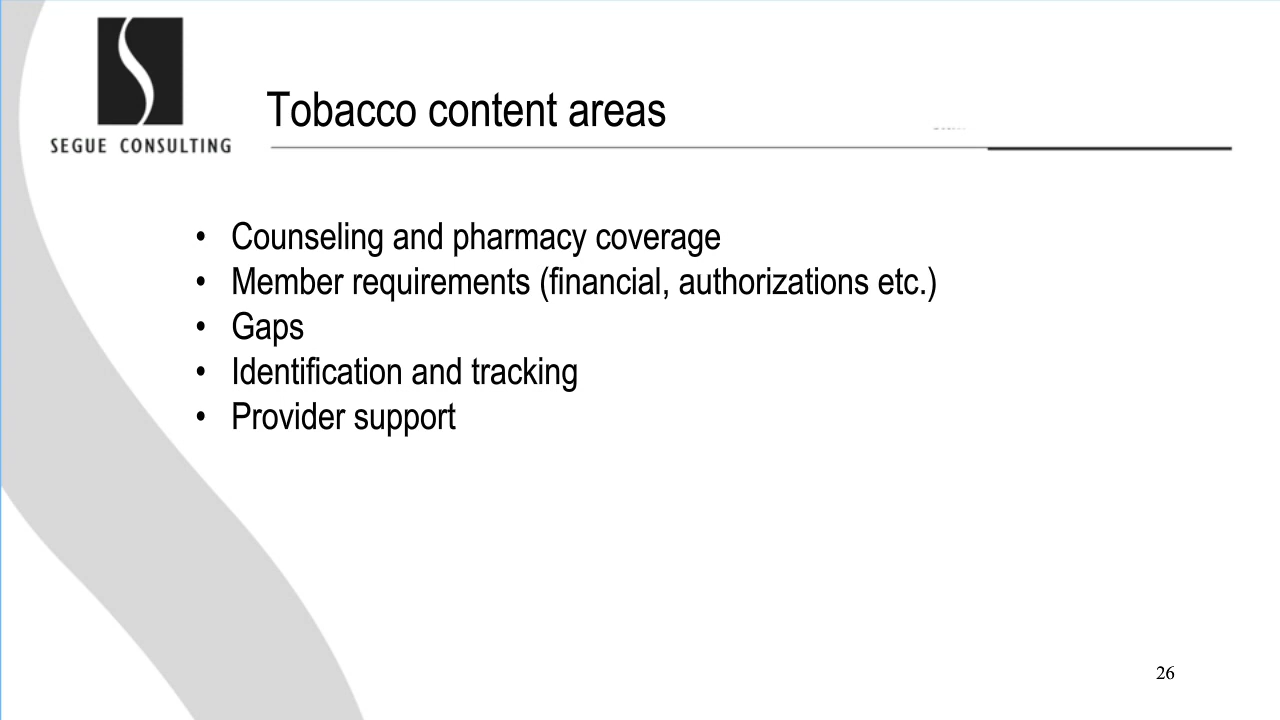 SEGUE CONSULTING
Tobacco content areas
• Counseling and pharmacy coverage
• Member requirements (financial, authorizations etc.)
• Gaps
• Identification and tracking
• Provider support
26